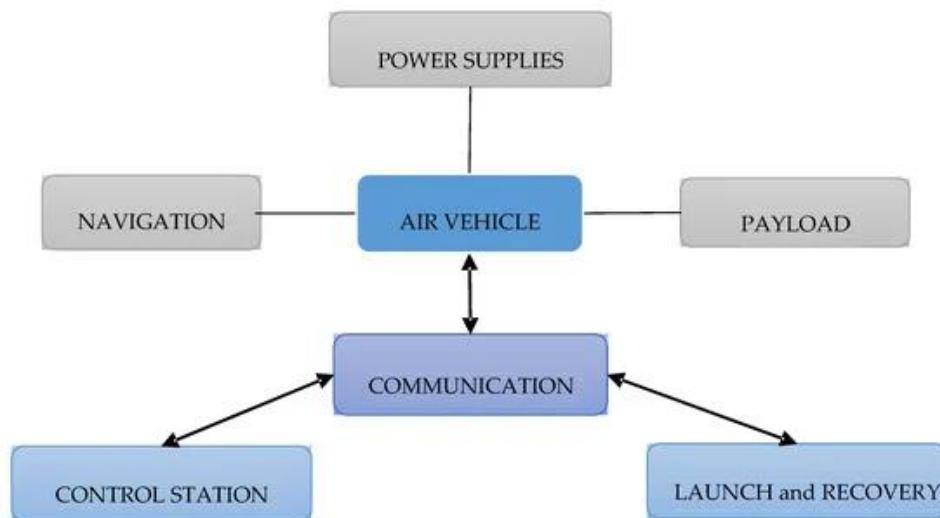 POWER SUPPLIES
NAVIGATION
AIR VEHICLE
PAYLOAD
COMMUNICATION
CONTROL STATION
LAUNCH and RECOVERY